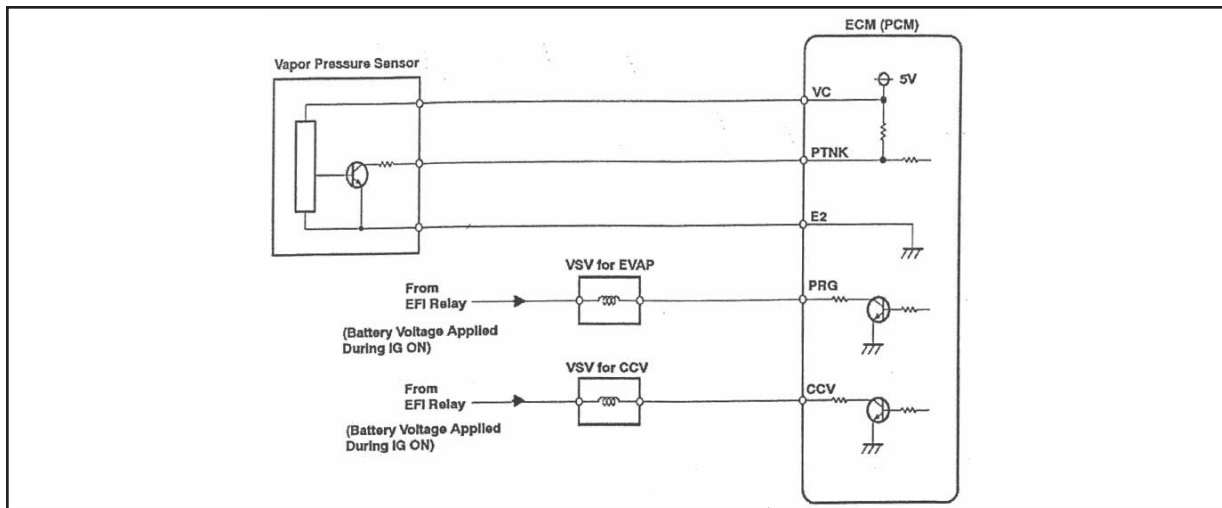 ECM (PCM)
Vapor Pressure Sensor
5V
VC
PTNK
E2
VSV for EVAP
From
EFI Relay
PRG
(Battery Voltage Applied
During IG ON)
VSV for CCV
From
EFI Relay
CCV
(Battery Voltage Applied
During IG ON)